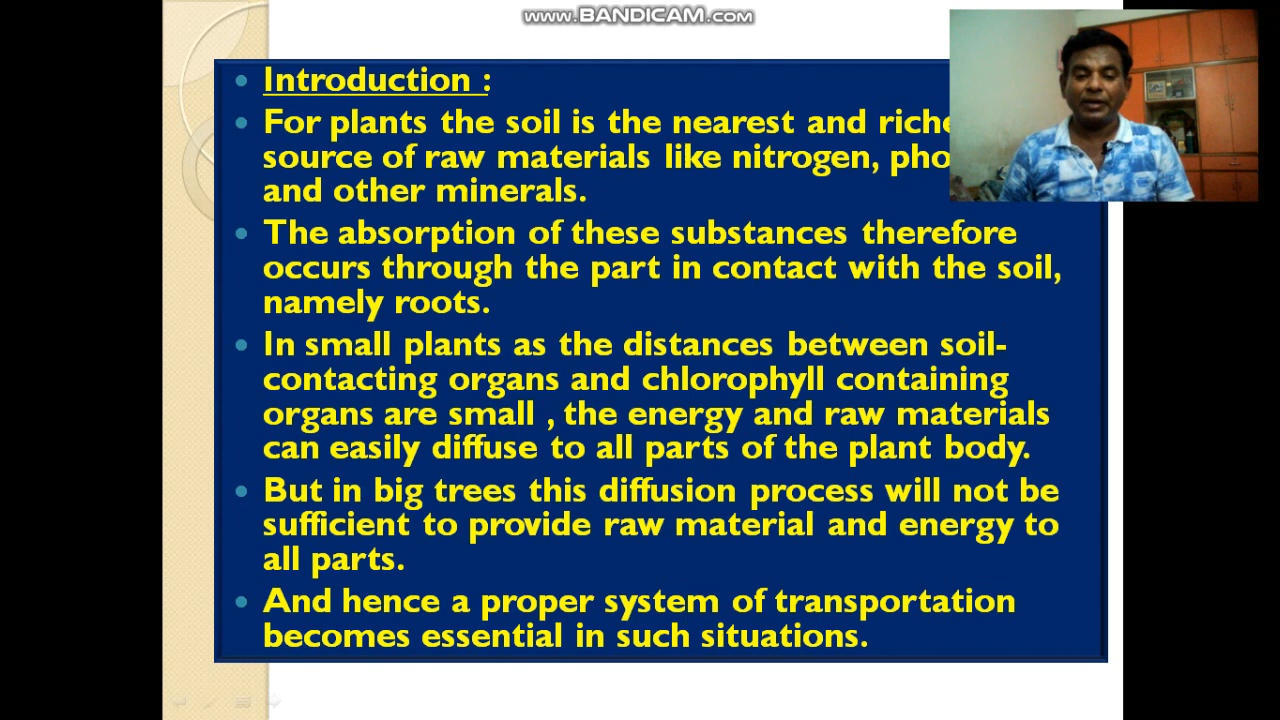 www.BANDICAM.com
Introduction :
For plants the soil is the nearest and
source of raw materials like nitrogen,
and other minerals.
The absorption of these substances therefore
occurs through the part in contact with the soil,
namely roots.
In small plants as the distances between soil-
contacting organs and chlorophyll containing
organs are small , the energy and raw materials
can easily diffuse to all parts of the plant body.
But in big trees this diffusion process will not be
sufficient to provide raw material and energy to
all parts.
And hence a proper system of transportation
becomes essential in such situations.